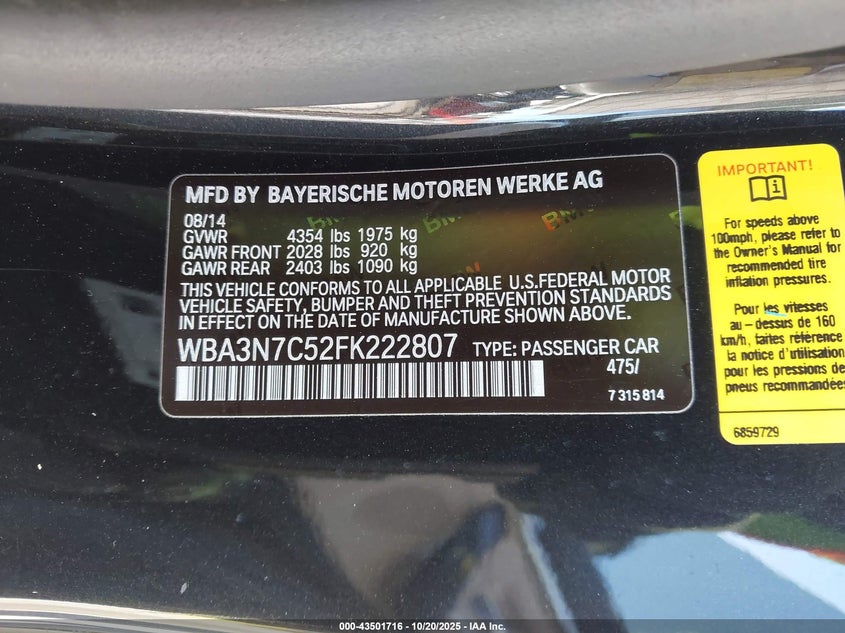 MFD BY BAYERISCHE MOTOREN WERKE AG
08/14
GVWR 4354 lbs 1975 kg
GAWR FRONT 2028 lbs 920 kg
GAWR REAR 2403 lbs 1090 kg
THIS VEHICLE CONFORMS TO ALL APPLICABLE U.S.FEDERAL MOTOR
VEHICLE SAFETY, BUMPER AND THEFT PREVENTION STANDARDS
IN EFFECT ON THE DATE OF MANUFACTURE SHOWN ABOVE.
WBA3N7C52FK222807 TYPE: PASSENGER CAR
475/
7 315 814
IMPORTANT!
For speeds above
100mph, please refer to
the Owner's Manual for
recommended tire
inflation pressures.
Pour les vitesses
au - dessus de 160
km/h, faites référence
à la notice d'utilisation
pour les pressions de
pneus recommandées
6859729
000-43501716 - 10/20/2025 - IAA Inc.